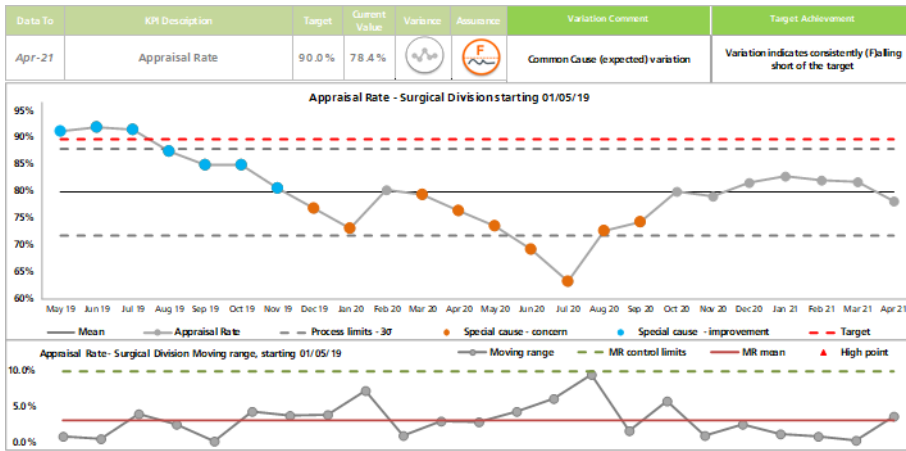 Data To KPI Desciption Target Current Value Variance Assurance Variation Comment Target Achievement
Apr-21 Appraisal Rate 90.0% 78.4% F Common Cause (expected) variation Variation indicates consistently (F)alling short of the target
Appraisal Rate - Surgical Division starting 01/05/19
95%
90%
85%
80%
75%
70%
65%
60%
May 19 Jun 19 Jul 19 Aug 19 Sep 19 Oct 19 Nov 19 Dec 19 Jan 20 Feb 20 Mar 20 Apr 20 May 20 Jun 20 Jul 20 Aug 20 Sep 20 Oct 20 Nov 20 Dec 20 Jan 21 Feb 21 Mar 21 Apr 21
Mean Appraisal Rate Process limits - 3σ Special cause - concern Special cause - improvement Target
Appraisal Rate- Surgical Division Moving range, starting 01/05/19 Moving range MR control limits MR mean High point
10.0%
5.0%
0.0%